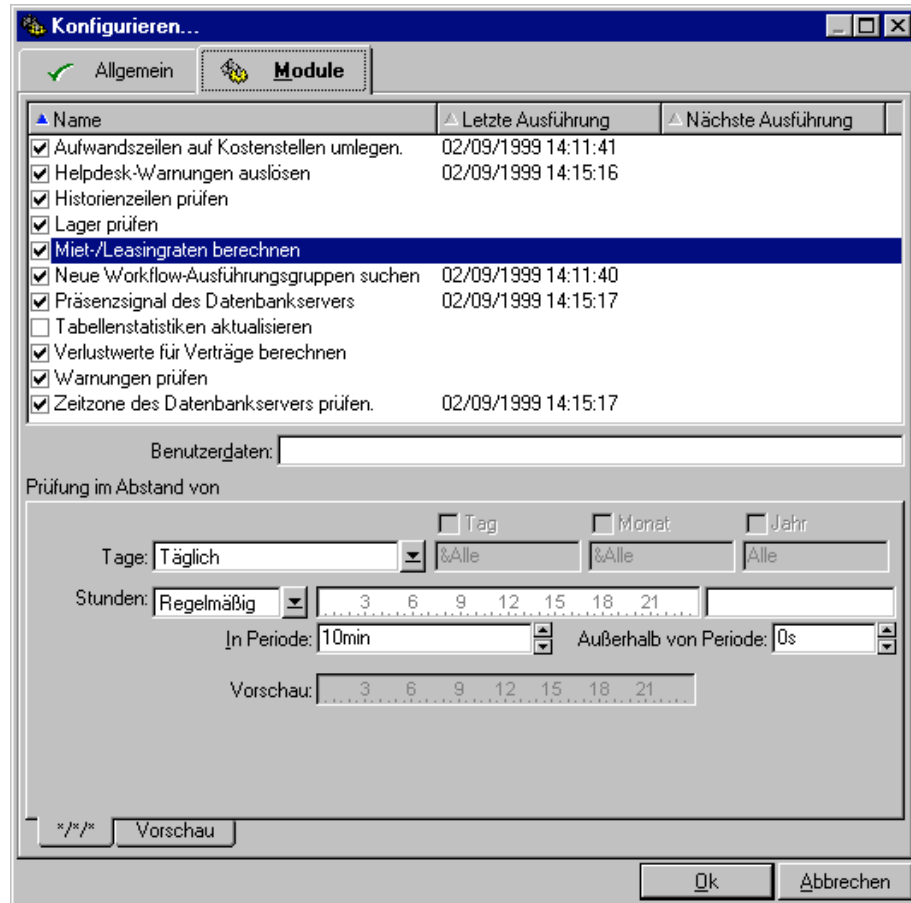 Konfigurieren...
Allgemein Module
Name Letzte Ausführung Nächste Ausführung
Aufwandszeilen auf Kostenstellen umlegen. 02/09/1999 14:11:41
Helpdesk-Warnungen auslösen 02/09/1999 14:15:16
Historienzeilen prüfen
Lager prüfen
Miet-/Leasingraten berechnen
Neue Workflow-Ausführungsgruppen suchen 02/09/1999 14:11:40
Präsenzsignal des Datenbankservers 02/09/1999 14:15:17
Tabellenstatistiken aktualisieren
Verlustwerte für Verträge berechnen
Warnungen prüfen
Zeitzone des Datenbankservers prüfen. 02/09/1999 14:15:17
Benutzerdaten:
Prüfung im Abstand von
Tag Monat Jahr
Tage: Täglich &Alle &Alle Alle
Stunden: Regelmäßig 3 6 9 12 15 18 21
In Periode: 10min Außerhalb von Periode: 0s
Vorschau: 3 6 9 12 15 18 21
*/*/* Vorschau
Ok Abbrechen